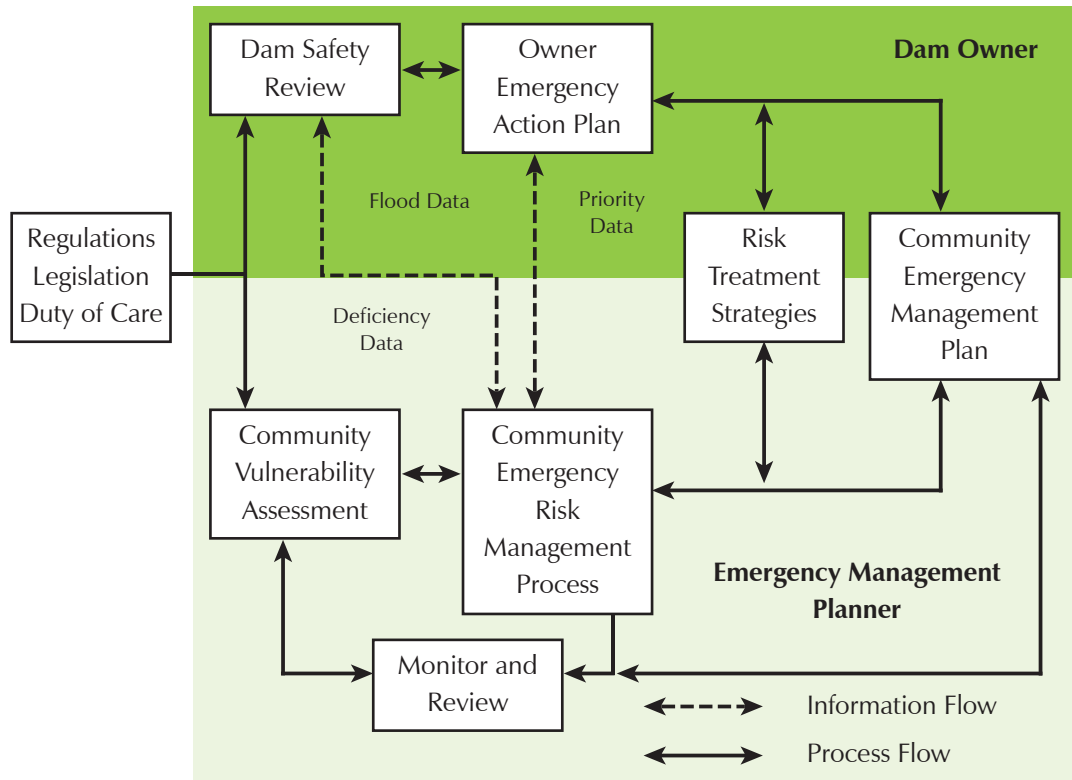 Dam Safety
Review
Owner
Emergency
Action Plan
Dam Owner
Flood Data
Priority
Data
Regulations
Legislation
Duty of Care
Risk
Treatment
Strategies
Community
Emergency
Management
Plan
Deficiency
Data
Community
Vulnerability
Assessment
Community
Emergency
Risk
Management
Process
Emergency Management
Planner
Monitor and
Review
Information Flow
Process Flow